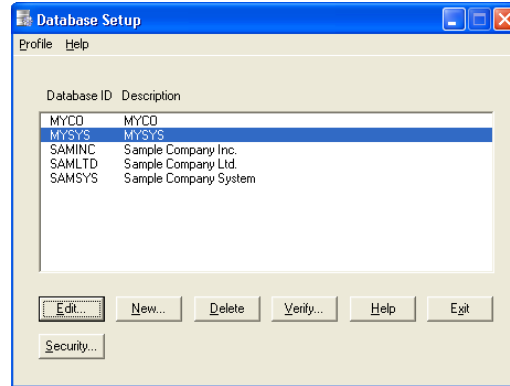 Database Setup
Profile Help
Database ID Description
MYCO MYCO
MYSYS MYSYS
SAMINC Sample Company Inc.
SAMLTD Sample Company Ltd.
SAMSYS Sample Company System
Edit... New... Delete Verify... Help Exit
Security...